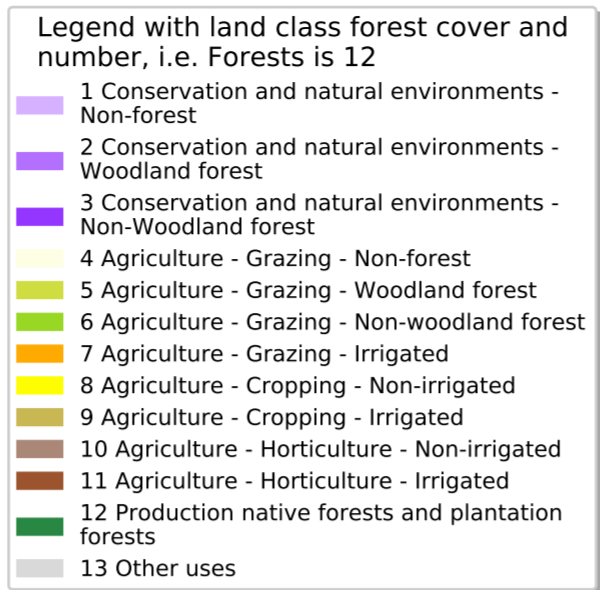 Legend with land class forest cover and
number, i.e. Forests is 12
1 Conservation and natural environments -
Non-forest
2 Conservation and natural environments -
Woodland forest
3 Conservation and natural environments -
Non-Woodland forest
4 Agriculture - Grazing - Non-forest
5 Agriculture - Grazing - Woodland forest
6 Agriculture - Grazing - Non-woodland forest
7 Agriculture - Grazing - Irrigated
8 Agriculture - Cropping - Non-irrigated
9 Agriculture - Cropping - Irrigated
10 Agriculture - Horticulture - Non-irrigated
11 Agriculture - Horticulture - Irrigated
12 Production native forests and plantation
forests
13 Other uses